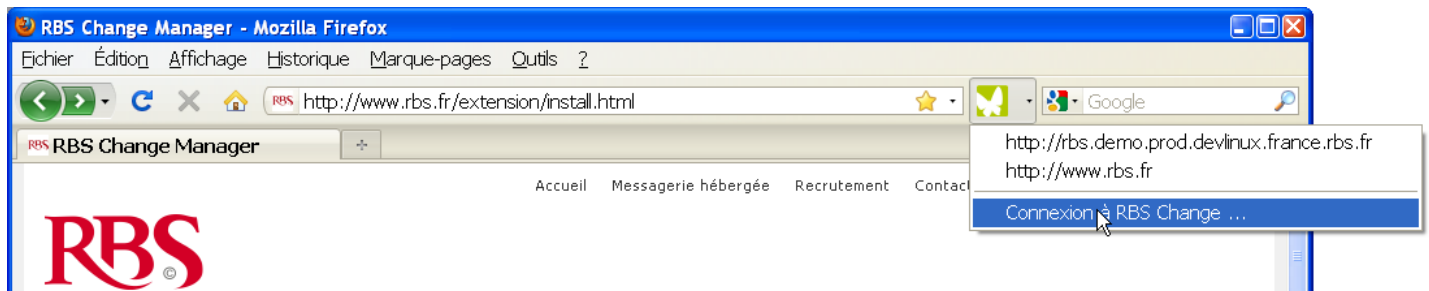 RBS Change Manager - Mozilla Firefox
Fichier Édition Affichage Historique Marque-pages Outils ?
RBS http://www.rbs.fr/extension/install.html Google
RBS RBS Change Manager
http://rbs.demo.prod.devlinux.france.rbs.fr
http://www.rbs.fr
Connexion à RBS Change ...
Accueil Messagerie hébergée Recrutement Contact
RBS ©